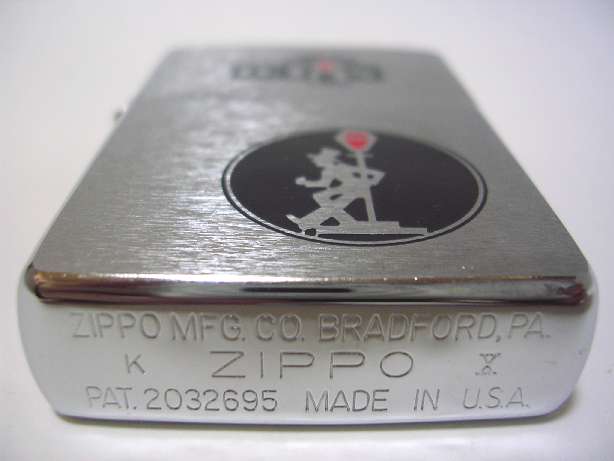 ZIPPO MFG. CO. BRADFORD, PA.
K ZIPPO X
PAT. 2032695 MADE IN U.S.A.